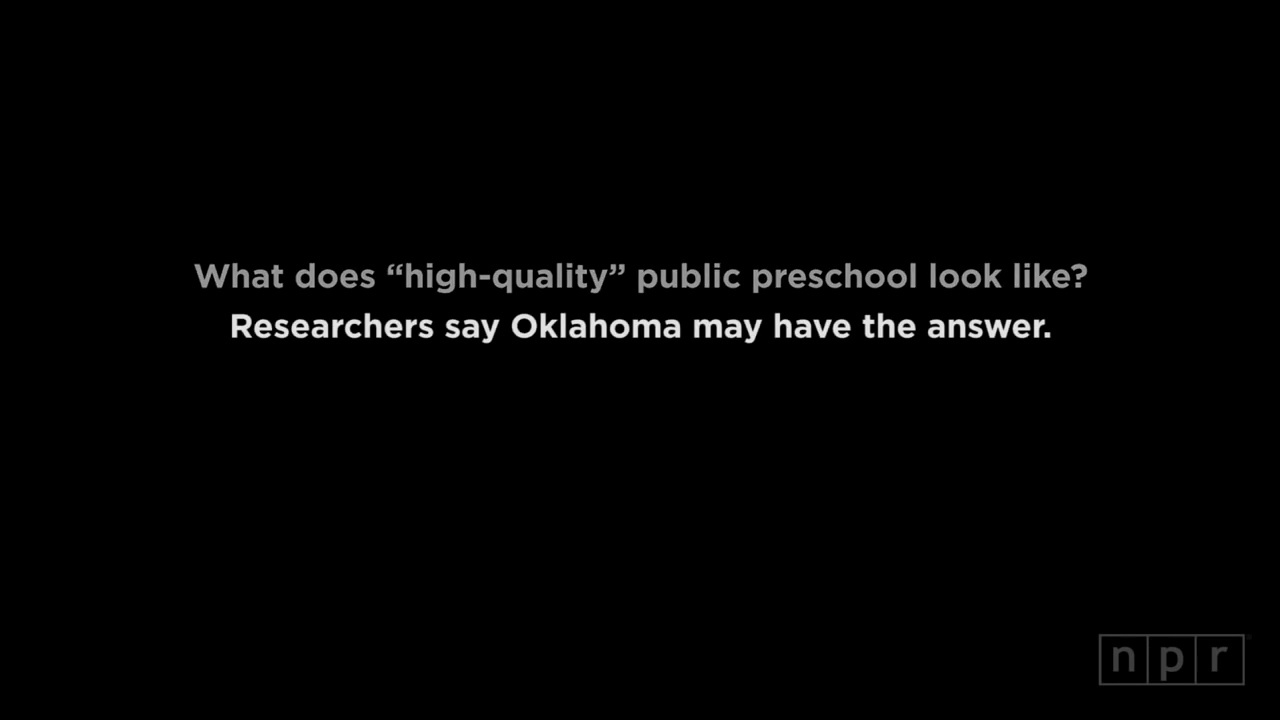 What does “high-quality” public preschool look like?
Researchers say Oklahoma may have the answer.
npr